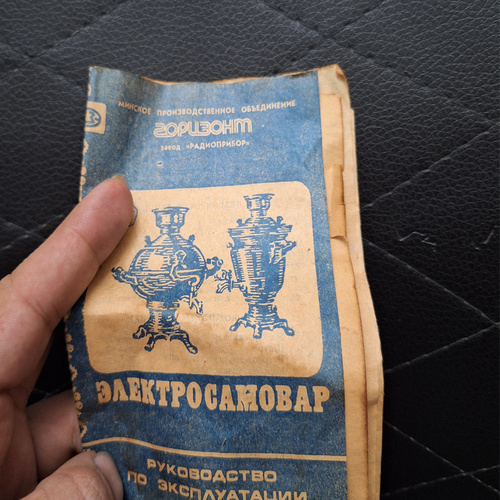 МИНСКОЕ ПРОИЗВОДСТВЕННОЕ ОБЪЕДИНЕНИЕ
ГОРИЗОНТ
завод «РАДИОПРИБОР»
ЭЛЕКТРОСАМОВАР
РУКОВОДСТВО
ПО ЭКСПЛУАТАЦИИ